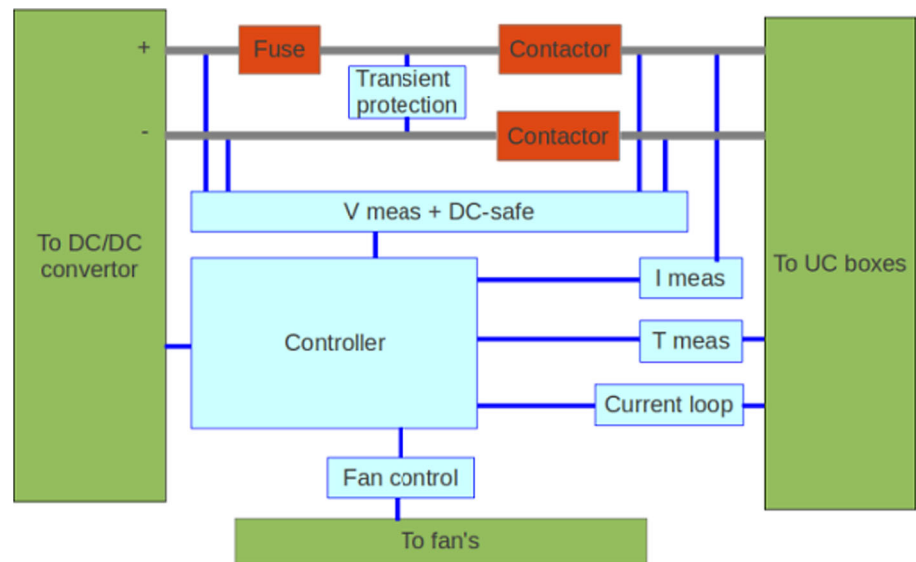 +
Fuse
Contactor
Transient
protection
-
Contactor
V meas + DC-safe
To DC/DC
convertor
To UC boxes
I meas
Controller
T meas
Current loop
Fan control
To fan's